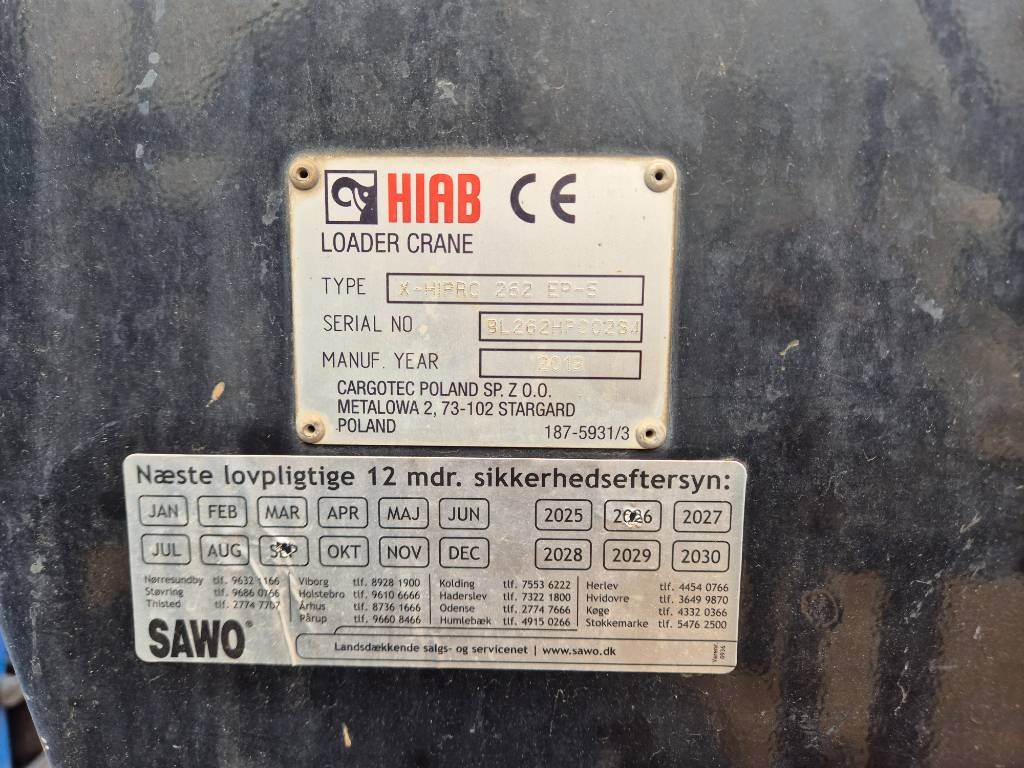 HIAB CE
LOADER CRANE
TYPE X-HIPRO 262 EP-5
SERIAL NO
MANUF. YEAR 2019
CARGOTEC POLAND SP. Z O.O.
METALOWA 2, 73-102 STARGARD
POLAND 187-5931/3
Næste lovpligtige 12 mdr. sikkerhedseftersyn:
JAN FEB MAR APR MAJ JUN 2025 2026 2027
JUL AUG SEP OKT NOV DEC 2028 2029 2030
Nørresundby tlf. 9632 1166 Viborg tlf. 8928 1900 Kolding tlf. 7553 6222 Herlev tlf. 4454 0766
Støvring tlf. 9686 0766 Holstebro tlf. 9610 6666 Haderslev tlf. 7322 1800 Hvidovre tlf. 3649 9870
Thisted tlf. 2774 7707 Århus tlf. 8736 1666 Odense tlf. 2774 7666 Køge tlf. 4332 0366
Pårup tlf. 9660 8466 Humlebæk tlf. 4915 0266 Stokkemarke tlf. 5476 2500
SAWO®
Landsdækkende salgs- og servicenet | www.sawo.dk